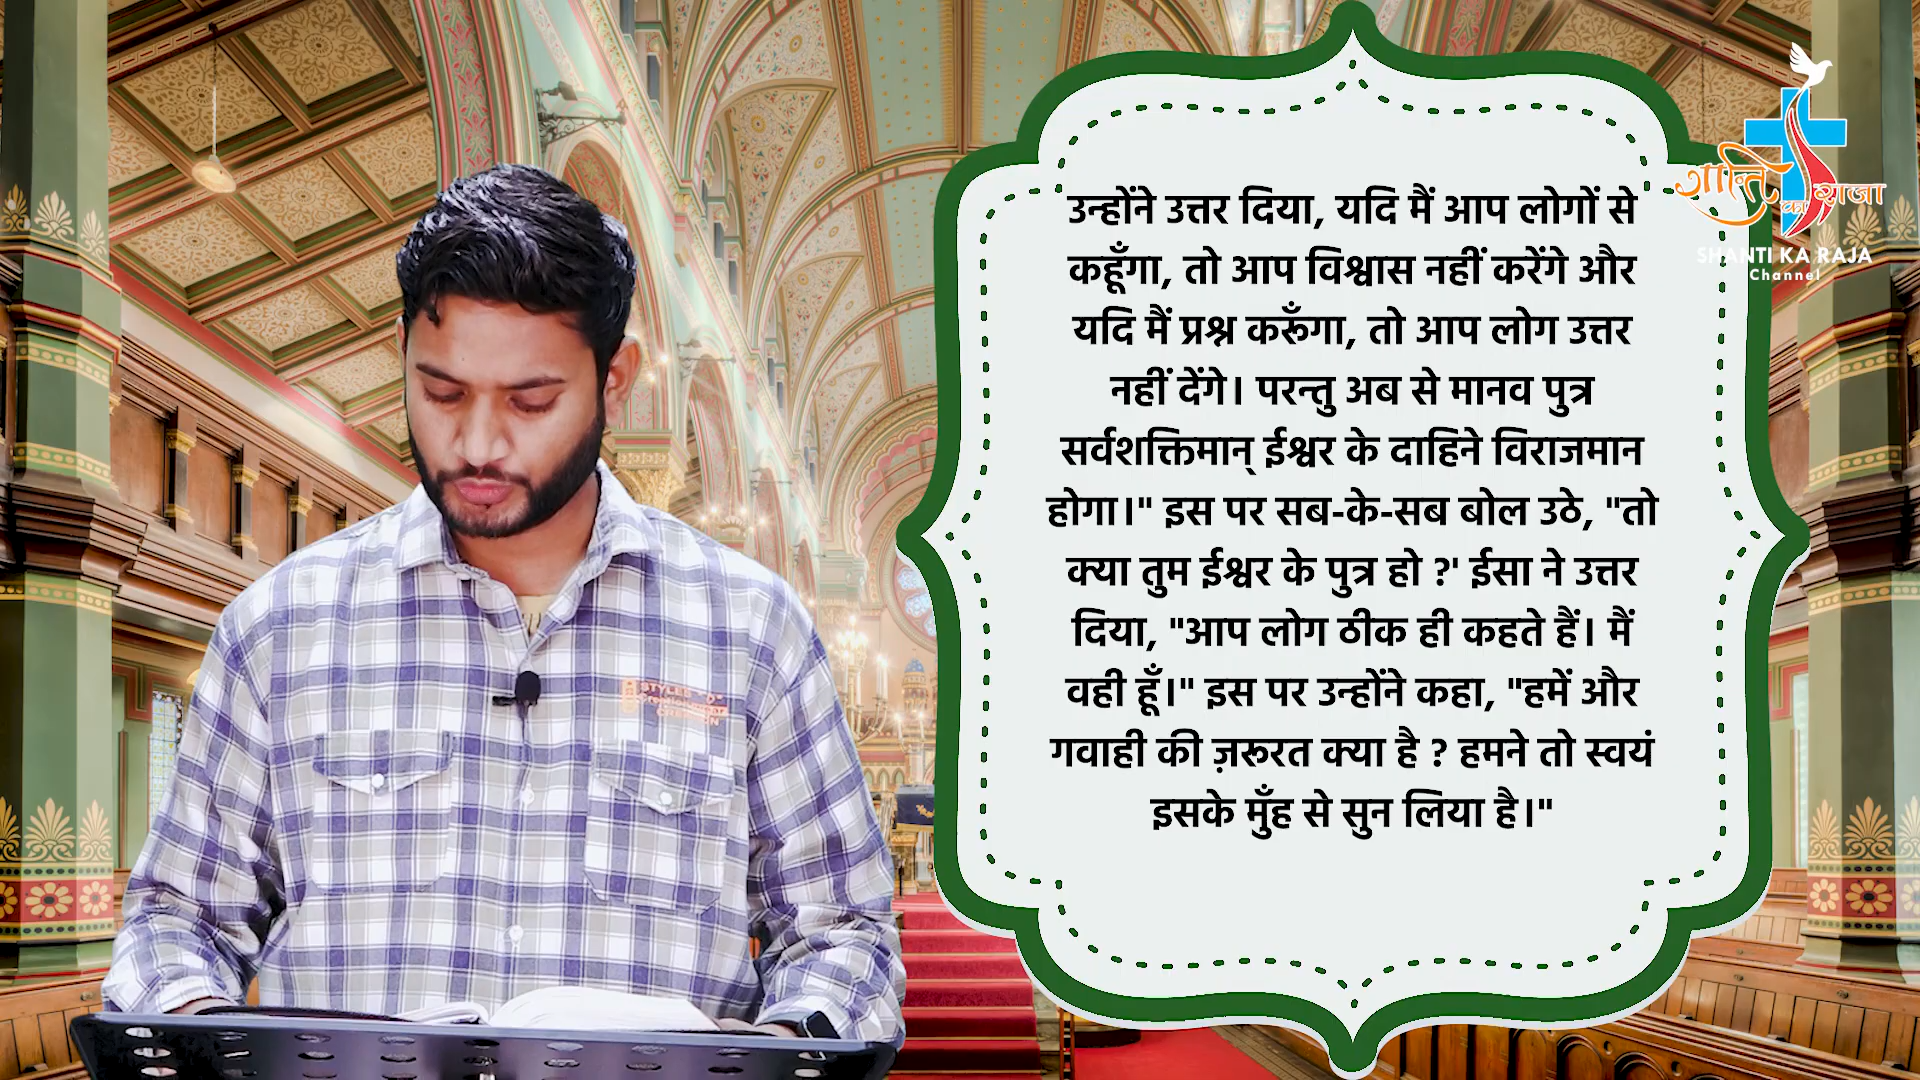 उन्होंने उत्तर दिया, यदि मैं आप लोगों से
कहूँगा, तो आप विश्वास नहीं करेंगे और
यदि मैं प्रश्न करूँगा, तो आप लोग उत्तर
नहीं देंगे। परन्तु अब से मानव पुत्र
सर्वशक्तिमान् ईश्वर के दाहिने विराजमान
होगा।" इस पर सब-के-सब बोल उठे, "तो
क्या तुम ईश्वर के पुत्र हो ?' ईसा ने उत्तर
दिया, "आप लोग ठीक ही कहते हैं। मैं
वही हूँ।" इस पर उन्होंने कहा, "हमें और
गवाही की ज़रूरत क्या है ? हमने तो स्वयं
इसके मुँह से सुन लिया है।"
शान्ति का राजा
SHANTI KA RAJA
Channel